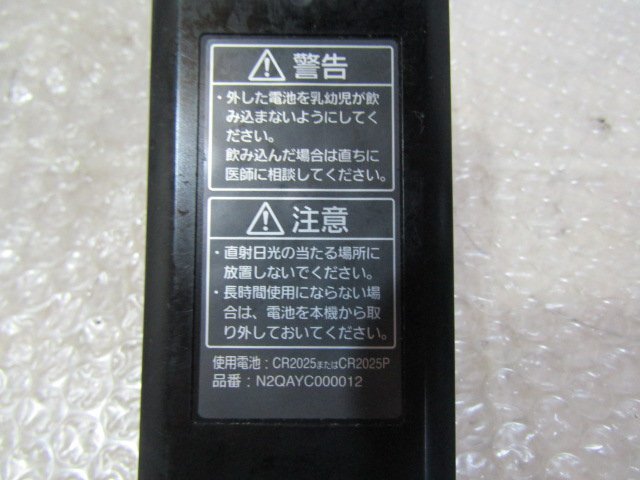 警告
・外した電池を乳幼児が飲
み込まないようにしてく
ださい。
飲み込んだ場合は直ちに
医師に相談してください。
注意
・直射日光の当たる場所に
放置しないでください。
・長時間使用にならない場
合は、電池を本機から取
り外しておいてください。
使用電池：CR2025またはCR2025P
品番：N2QAYC000012